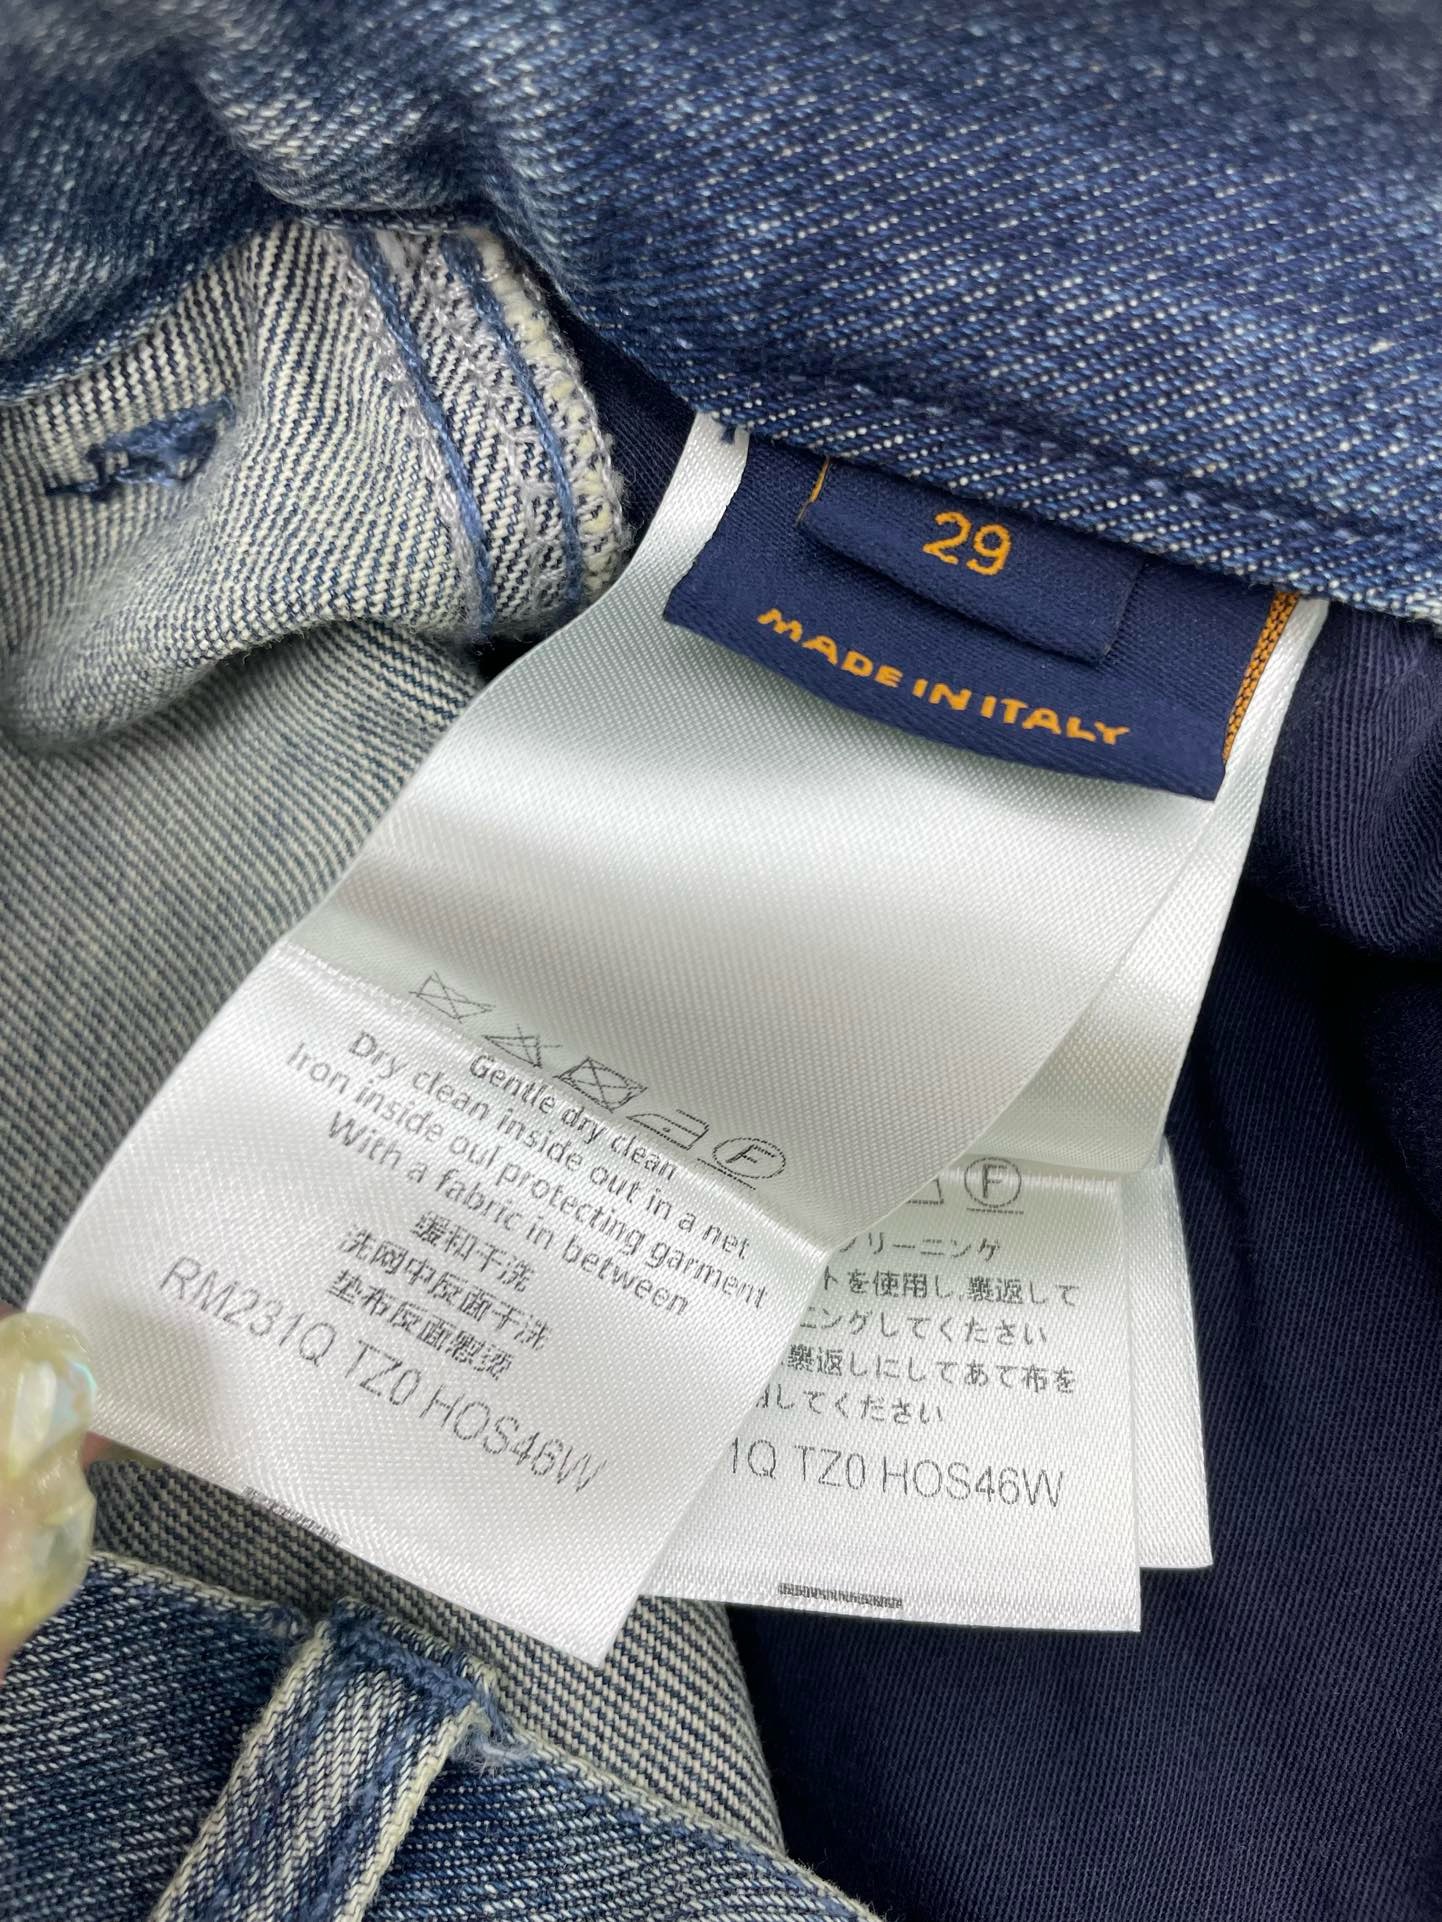 29
MADE IN ITALY
F
Gentle dry clean
Dry clean inside out in a net
Iron inside oul protecting garment
With a fabric in between
缓和干洗
洗网中反面干洗
垫布反面熨烫
RM231Q TZ0 HOS46W
F
クリーニング
トを使用し,裏返して
ニングしてください
裏返しにしてあて布を
してください
1Q TZ0 HOS46W